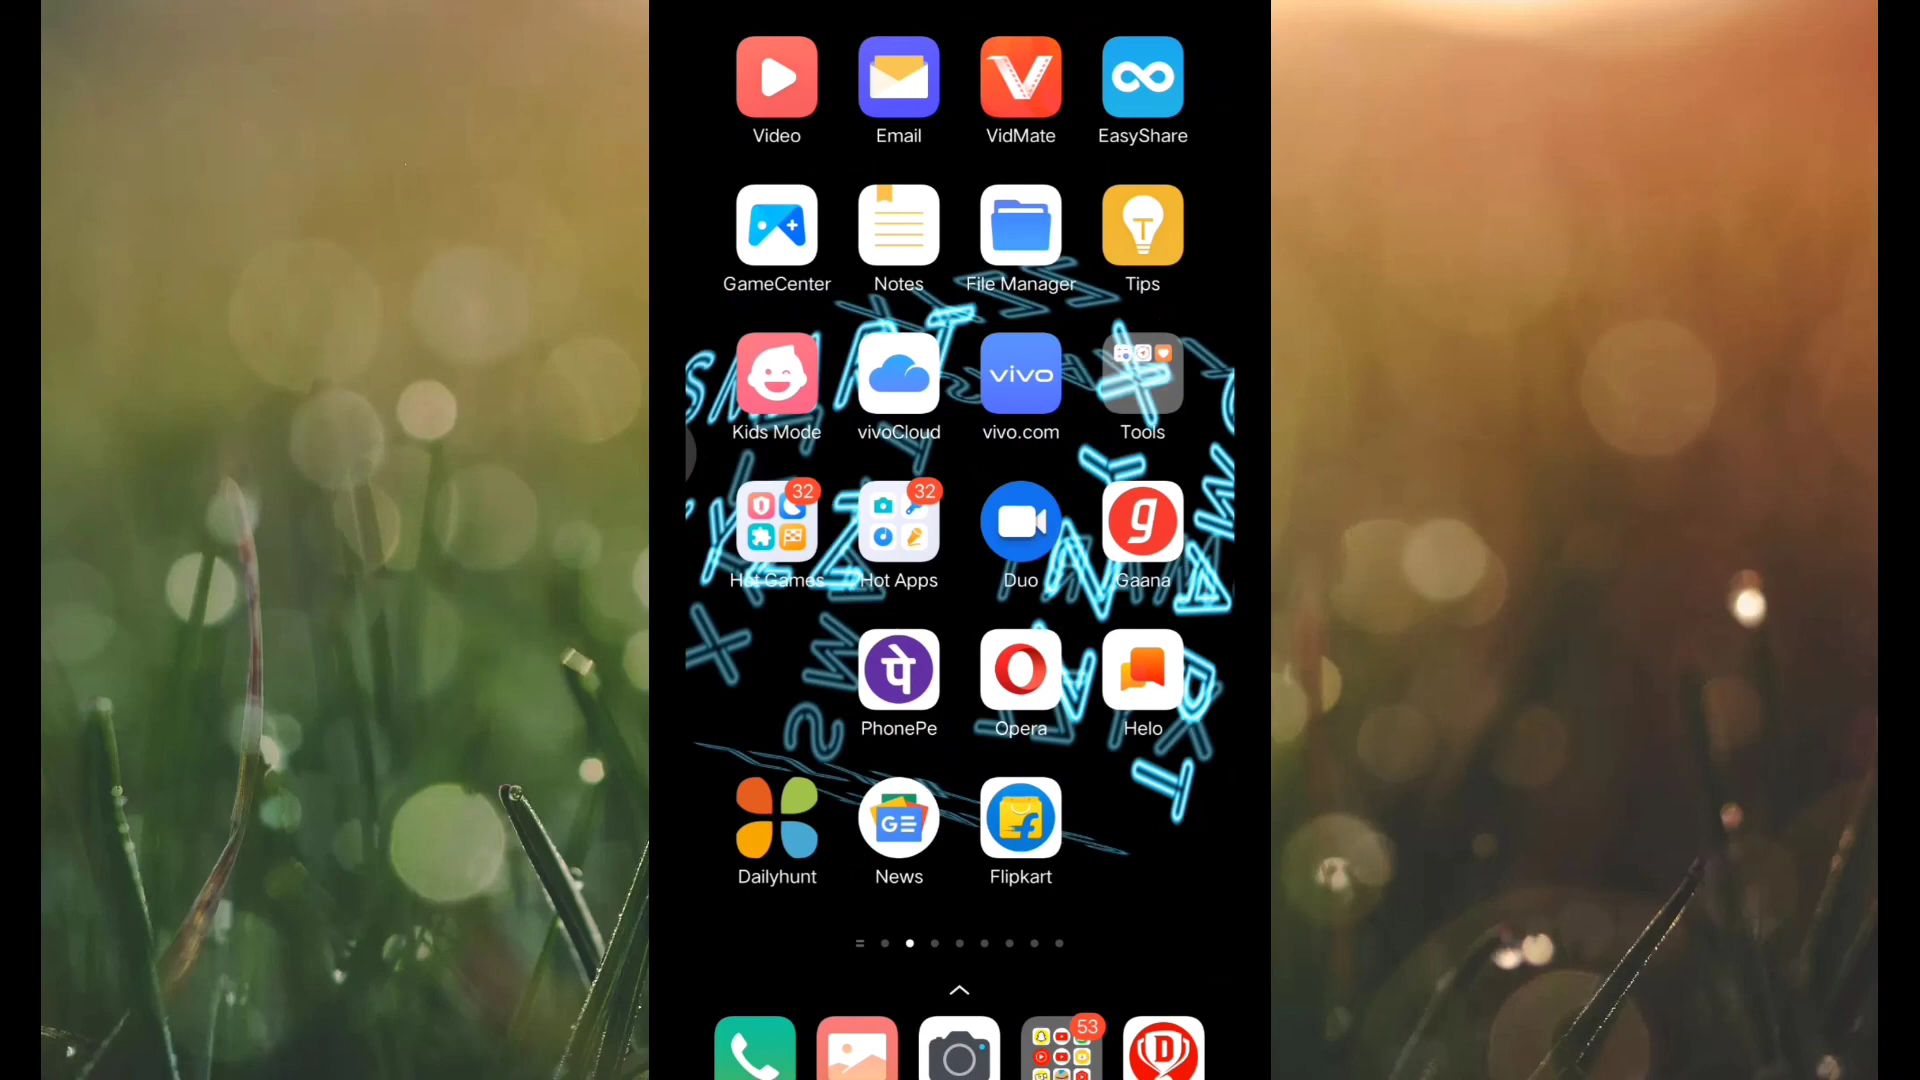 Video Email VidMate EasyShare
GameCenter Notes File Manager Tips
vivo
Kids Mode vivoCloud vivo.com Tools
32 32
g
Hot Games Hot Apps Duo Gaana
पे
PhonePe Opera Helo
GE
Dailyhunt News Flipkart
53
D